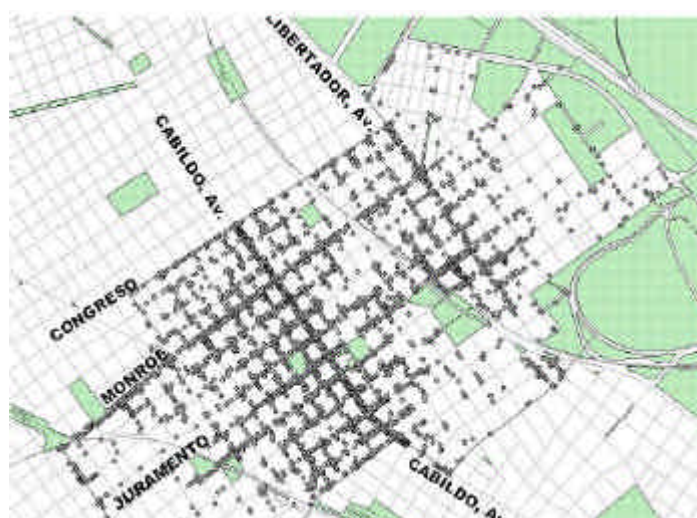 LIBERTADOR, Av.
CABILDO, Av.
CONGRESO
MONROE
JURAMENTO
CABILDO, Av